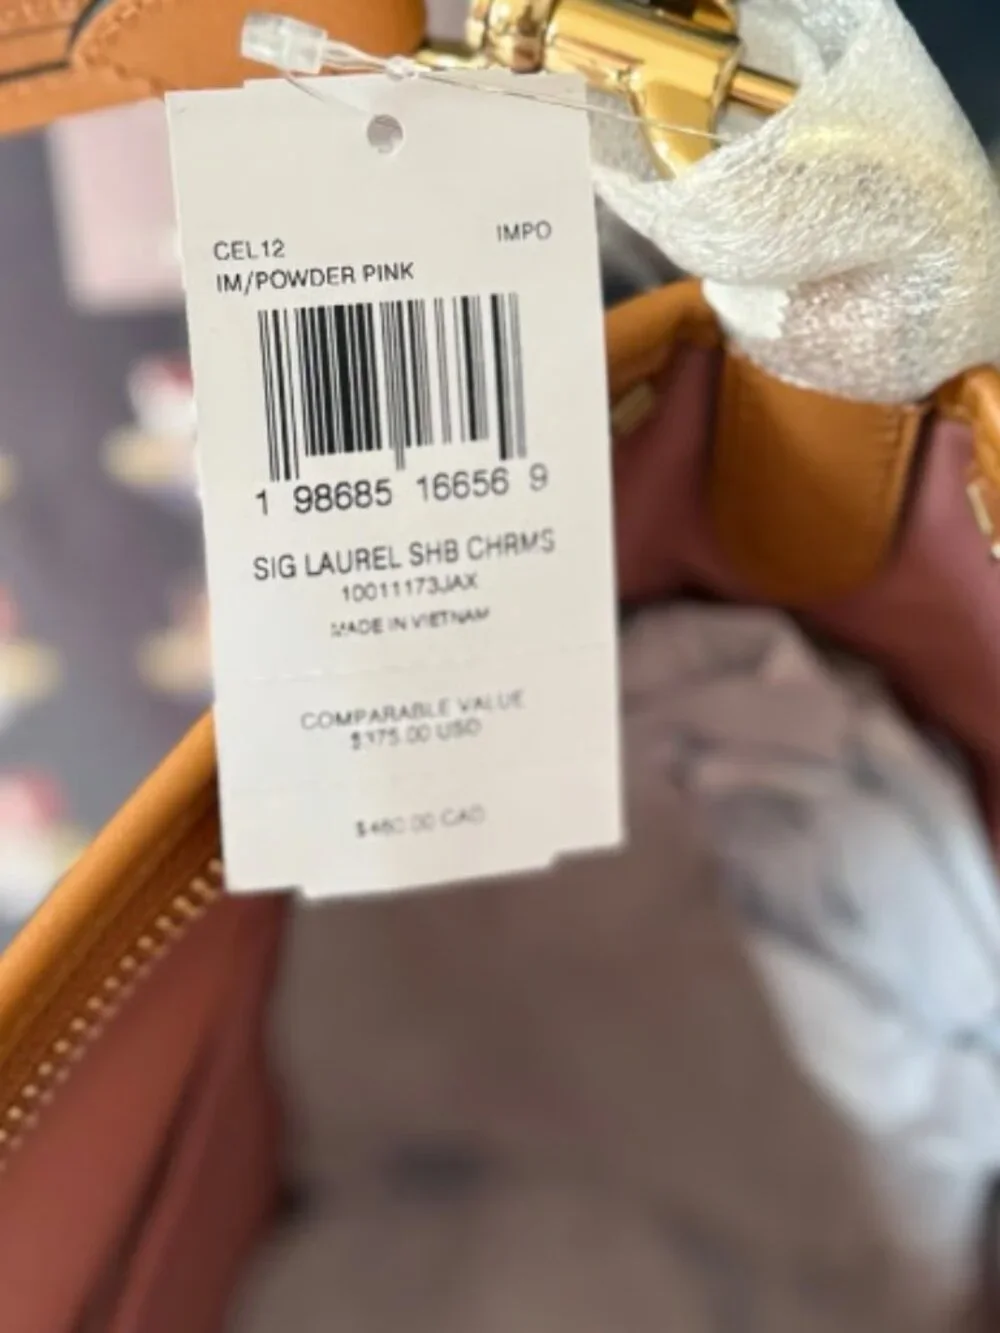 CEL12 IMPO
IM/POWDER PINK
1 98685 16656 9
SIG LAUREL SHB CHRMS
10011173JAX
MADE IN VIETNAM
COMPARABLE VALUE
$375.00 USD
$460.00 CAD